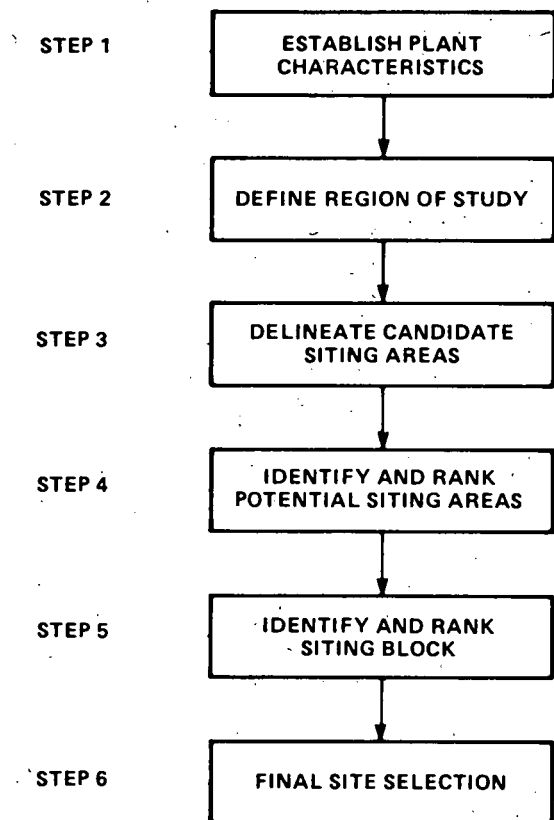 STEP 1
ESTABLISH PLANT
CHARACTERISTICS
STEP 2
DEFINE REGION OF STUDY
STEP 3
DELINEATE CANDIDATE
SITING AREAS
STEP 4
IDENTIFY AND RANK
POTENTIAL SITING AREAS
STEP 5
IDENTIFY AND RANK
SITING BLOCK
STEP 6
FINAL SITE SELECTION